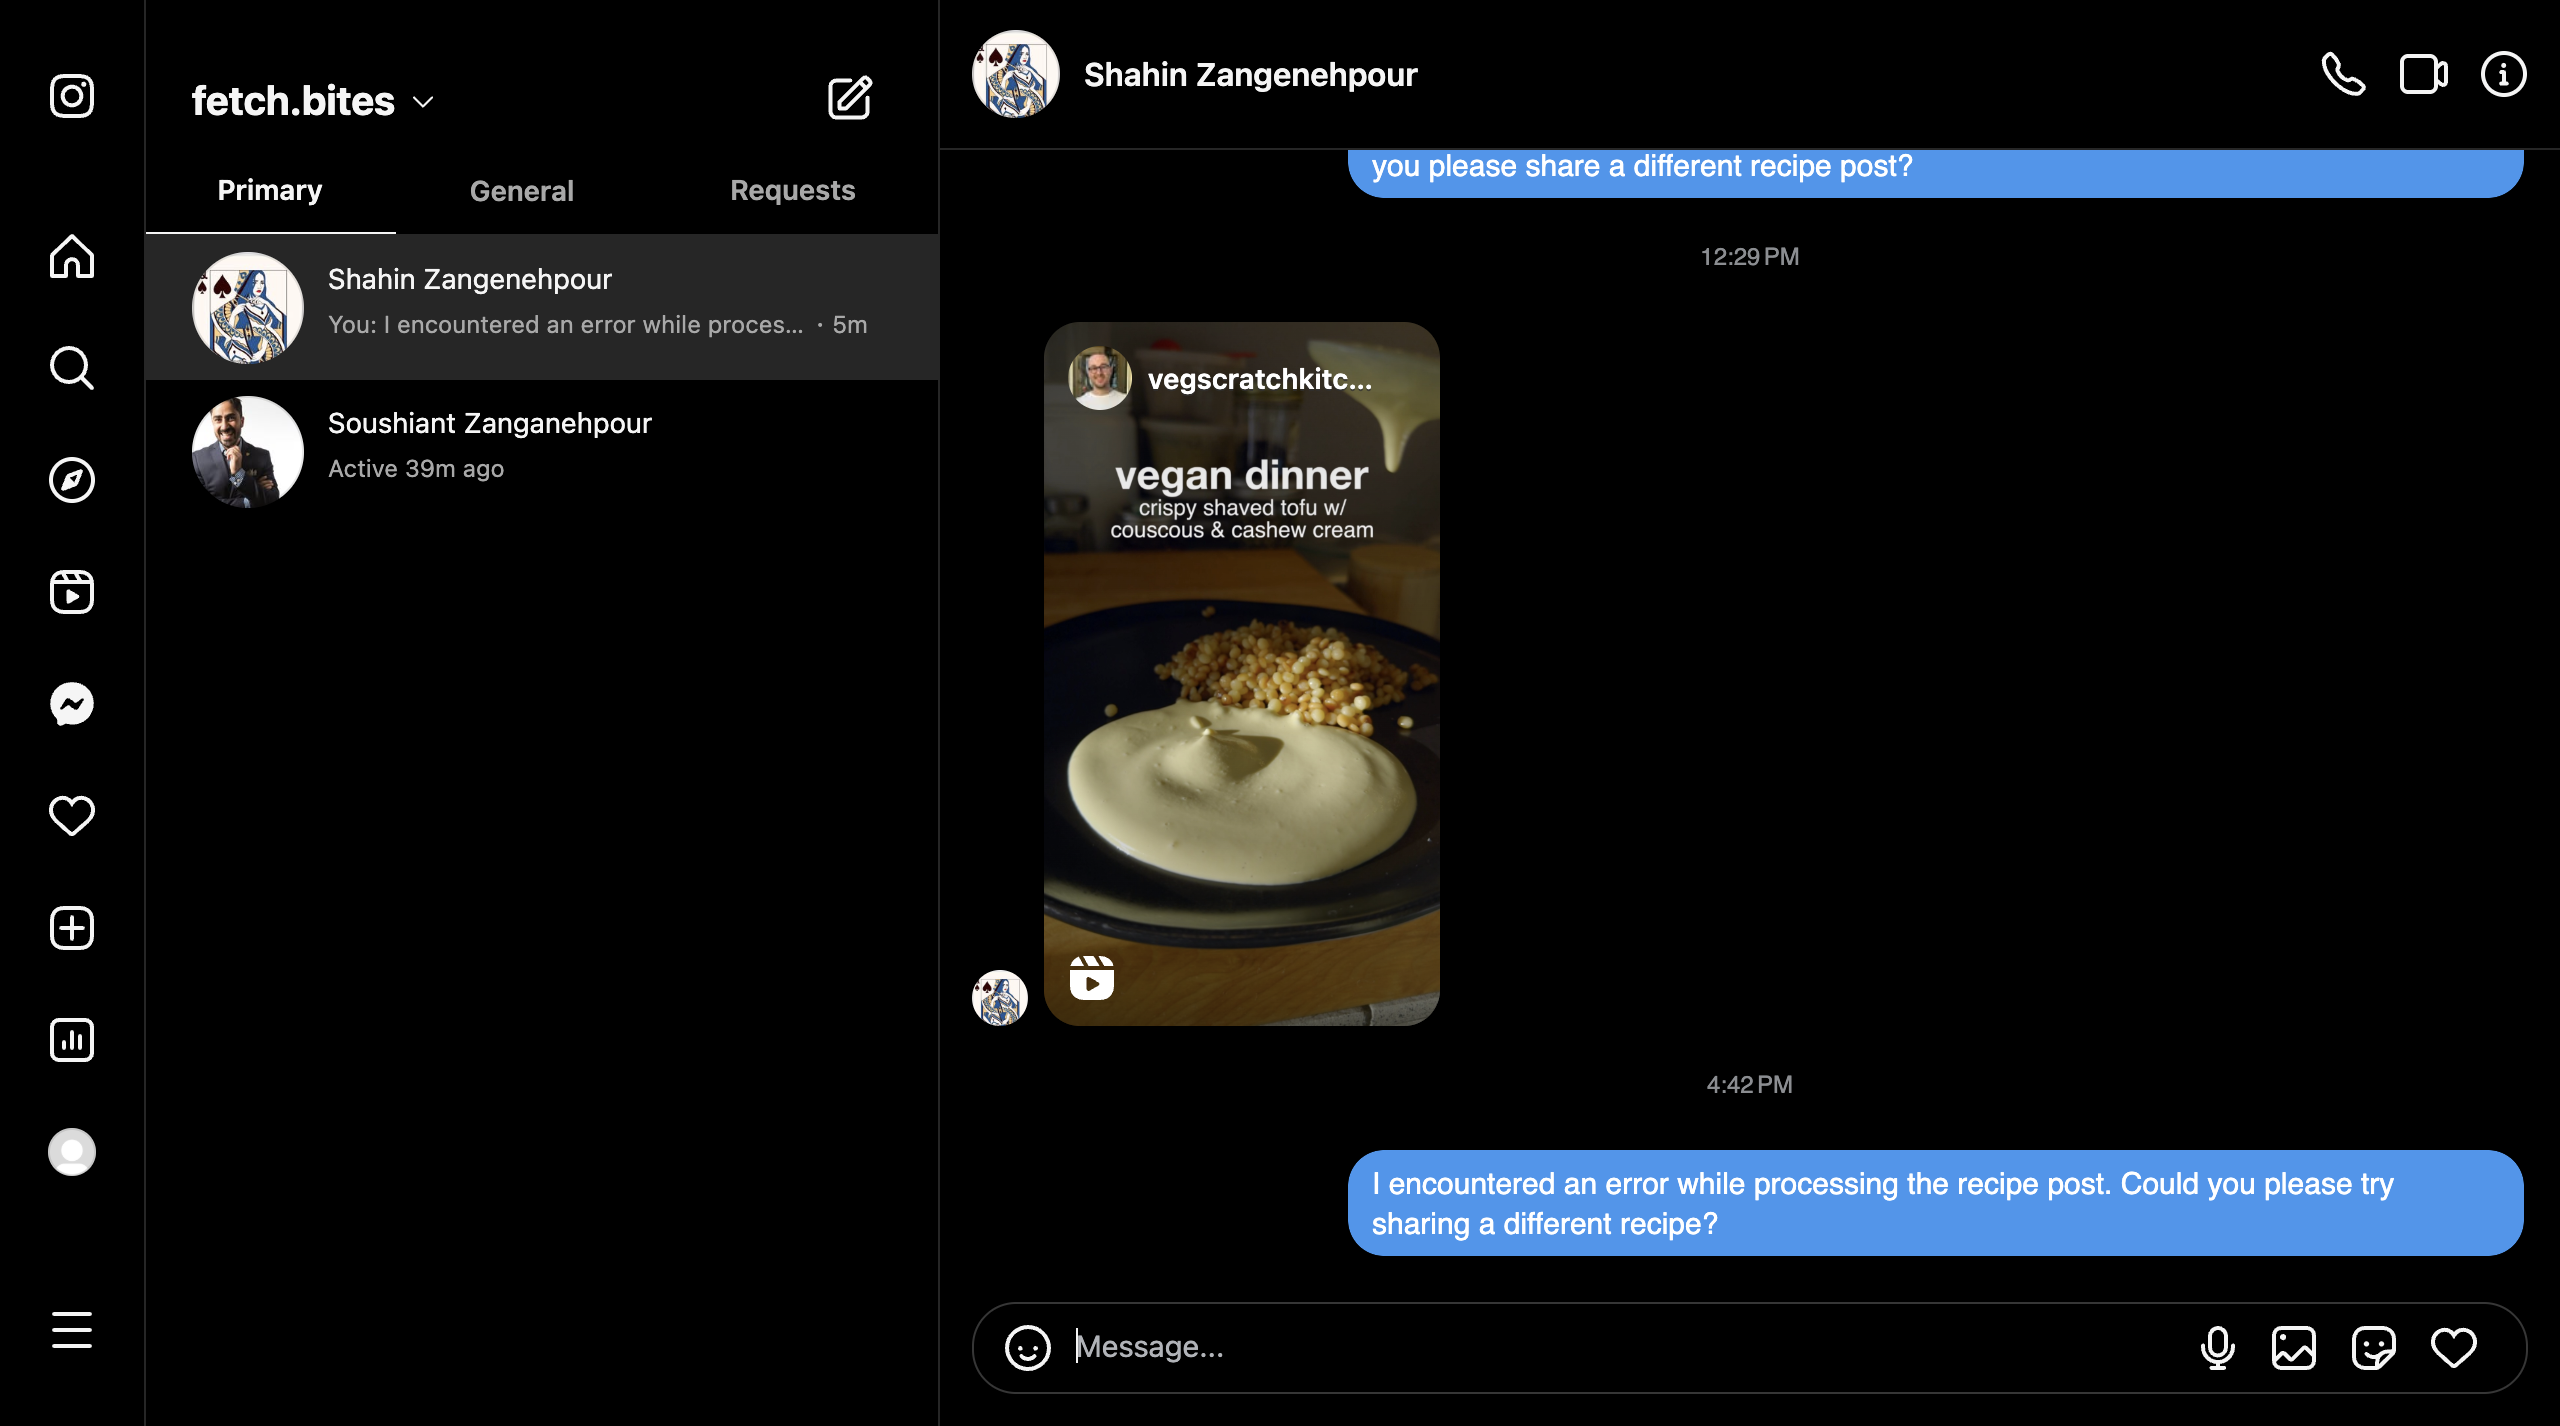 fetch.bites
Primary
General
Requests
Shahin Zangenehpour
You: I encountered an error while proces... · 5m
Soushiant Zanganehpour
Active 39m ago
Shahin Zangenehpour
you please share a different recipe post?
12:29 PM
vegscratchkitc...
vegan dinner
crispy shaved tofu w/
couscous & cashew cream
4:42 PM
I encountered an error while processing the recipe post. Could you please try
sharing a different recipe?
Message...